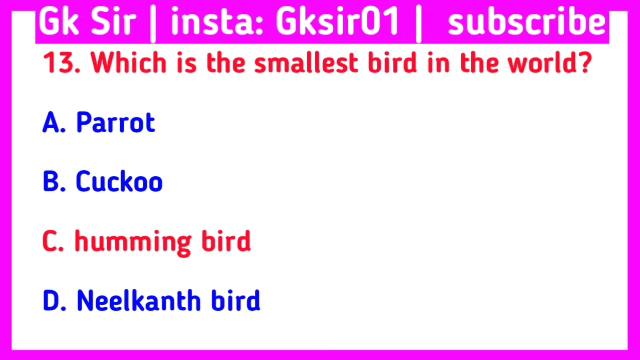 Gk Sir | insta: Gksir01 | subscribe
13. Which is the smallest bird in the world?
A. Parrot
B. Cuckoo
C. humming bird
D. Neelkanth bird